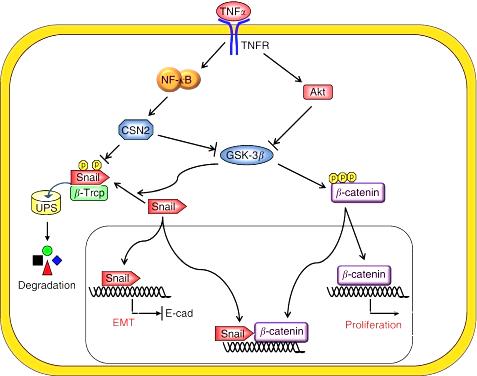 TNFα
TNFR
NF-κB
Akt
CSN2
GSK-3β
P P
Snail
β-Trcp
P P P
β-catenin
UPS
Snail
Degradation
Snail
β-catenin
EMT
E-cad
Proliferation
Snail
β-catenin